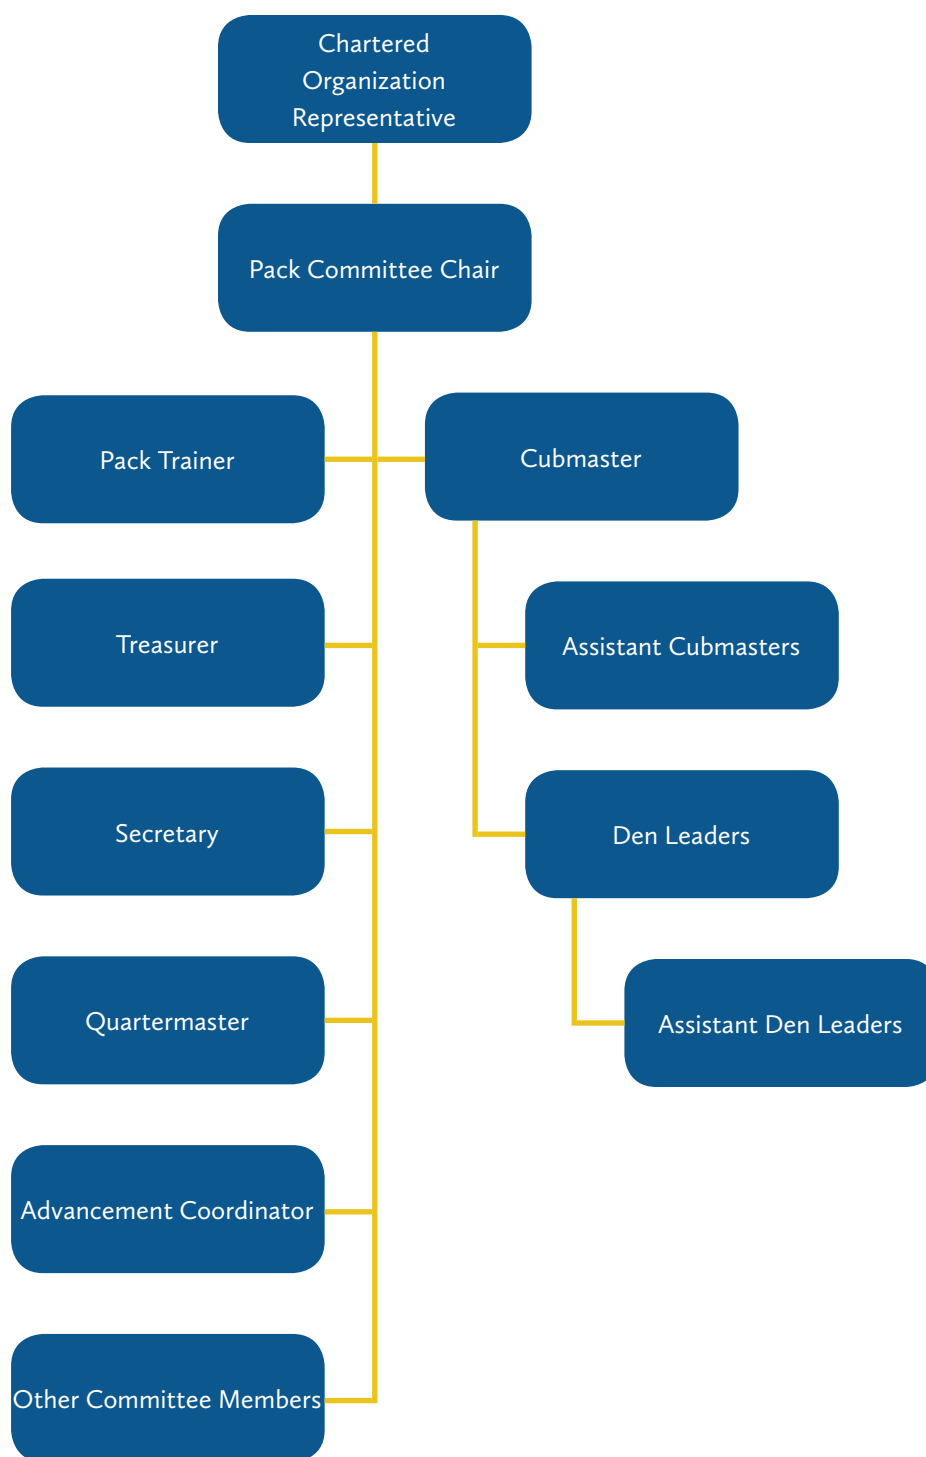 Chartered
Organization
Representative
Pack Committee Chair
Pack Trainer
Cubmaster
Treasurer
Assistant Cubmasters
Secretary
Den Leaders
Quartermaster
Assistant Den Leaders
Advancement Coordinator
Other Committee Members